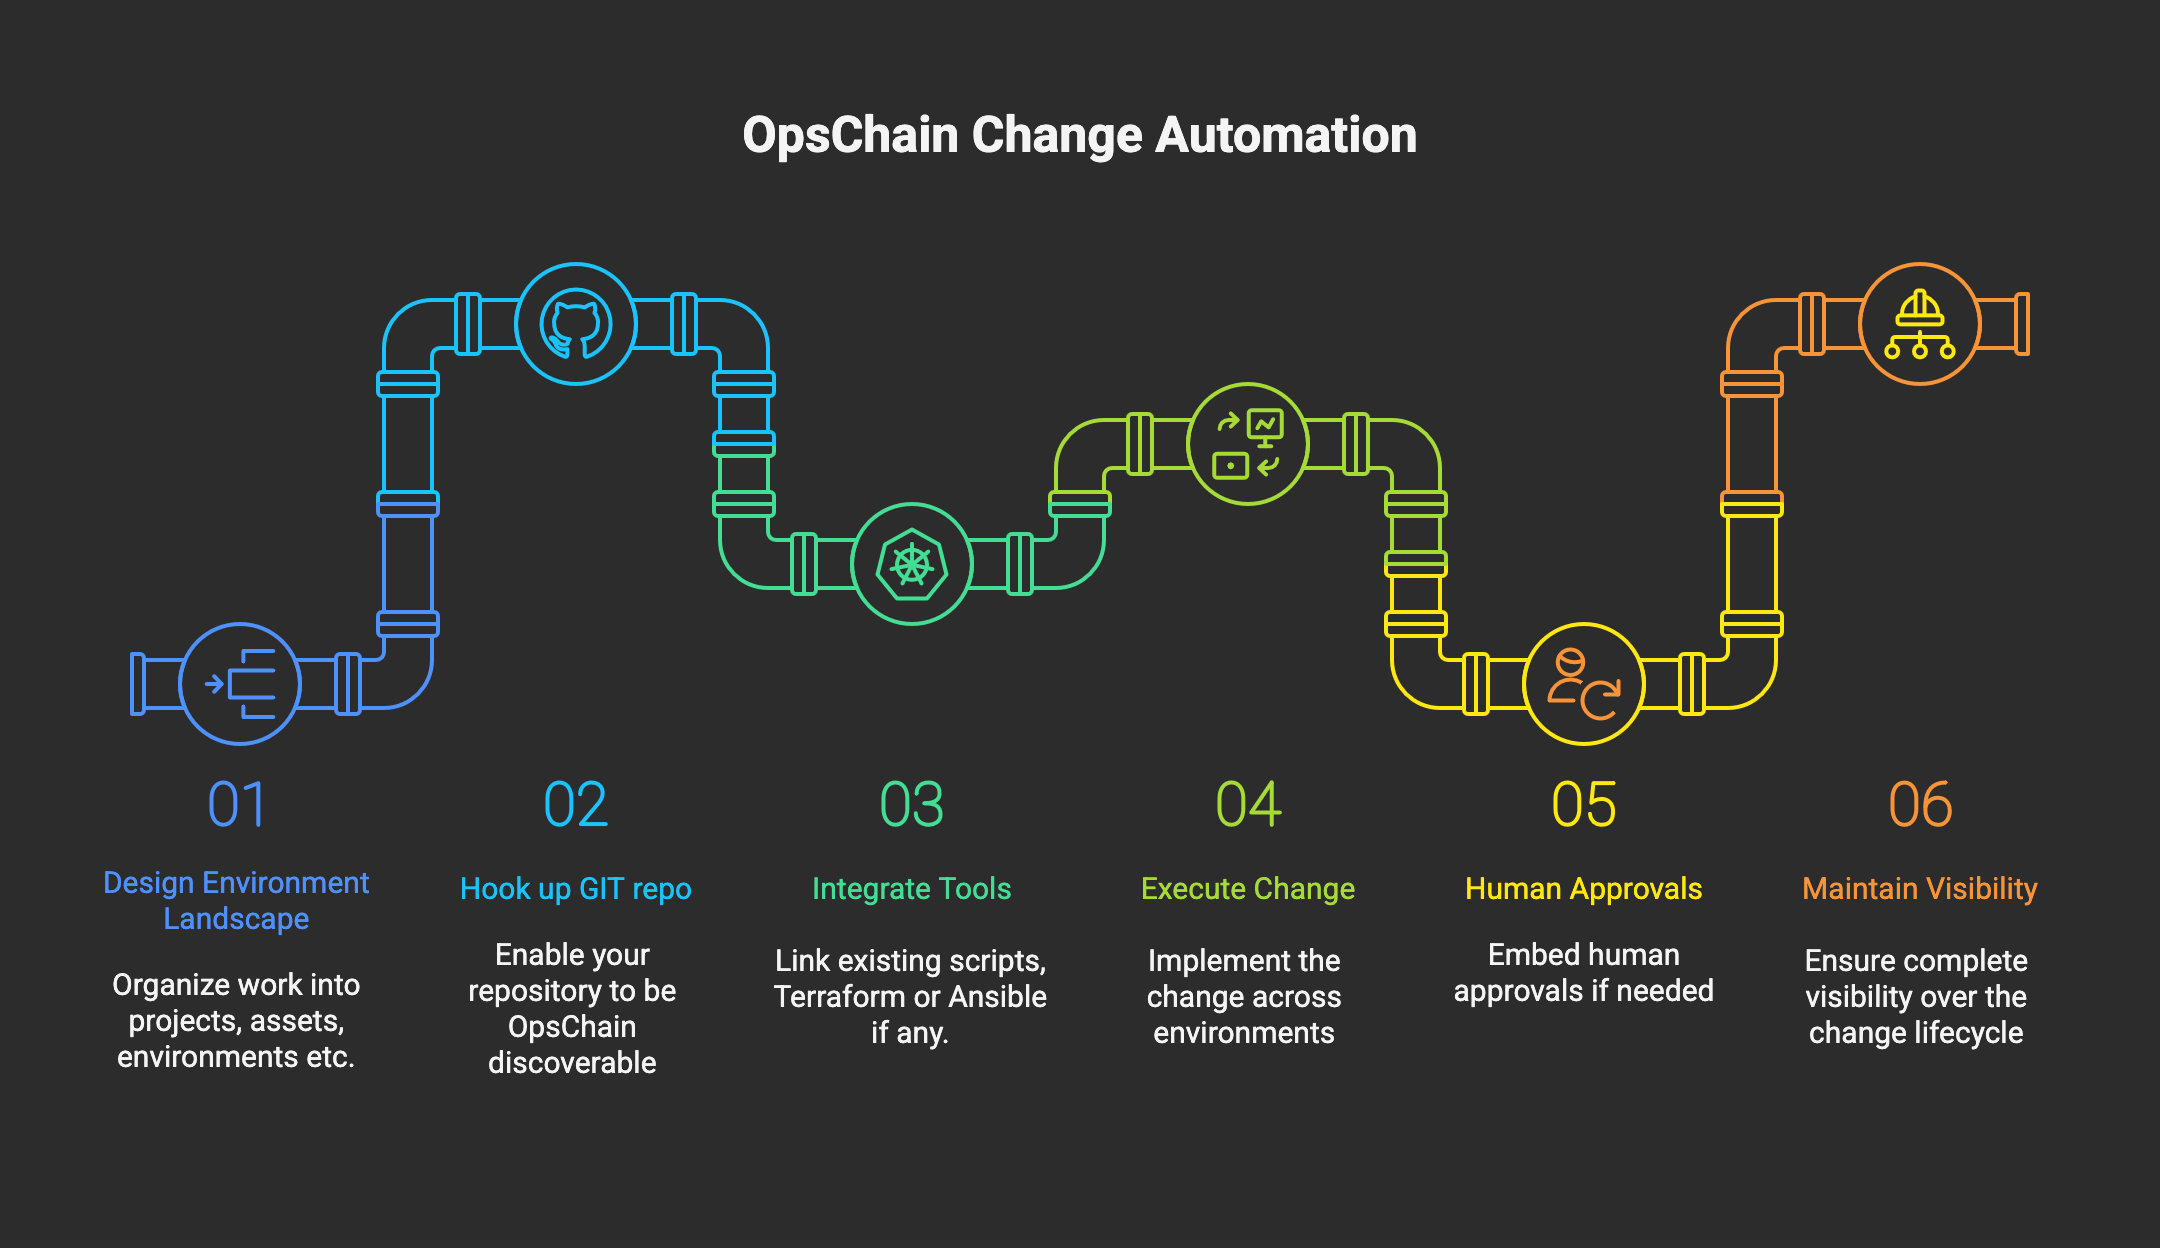 OpsChain Change Automation
01
Design Environment
Landscape
Organize work into
projects, assets,
environments etc.
02
Hook up GIT repo
Enable your
repository to be
OpsChain
discoverable
03
Integrate Tools
Link existing scripts,
Terraform or Ansible
if any.
04
Execute Change
Implement the
change across
environments
05
Human Approvals
Embed human
approvals if needed
06
Maintain Visibility
Ensure complete
visibility over the
change lifecycle